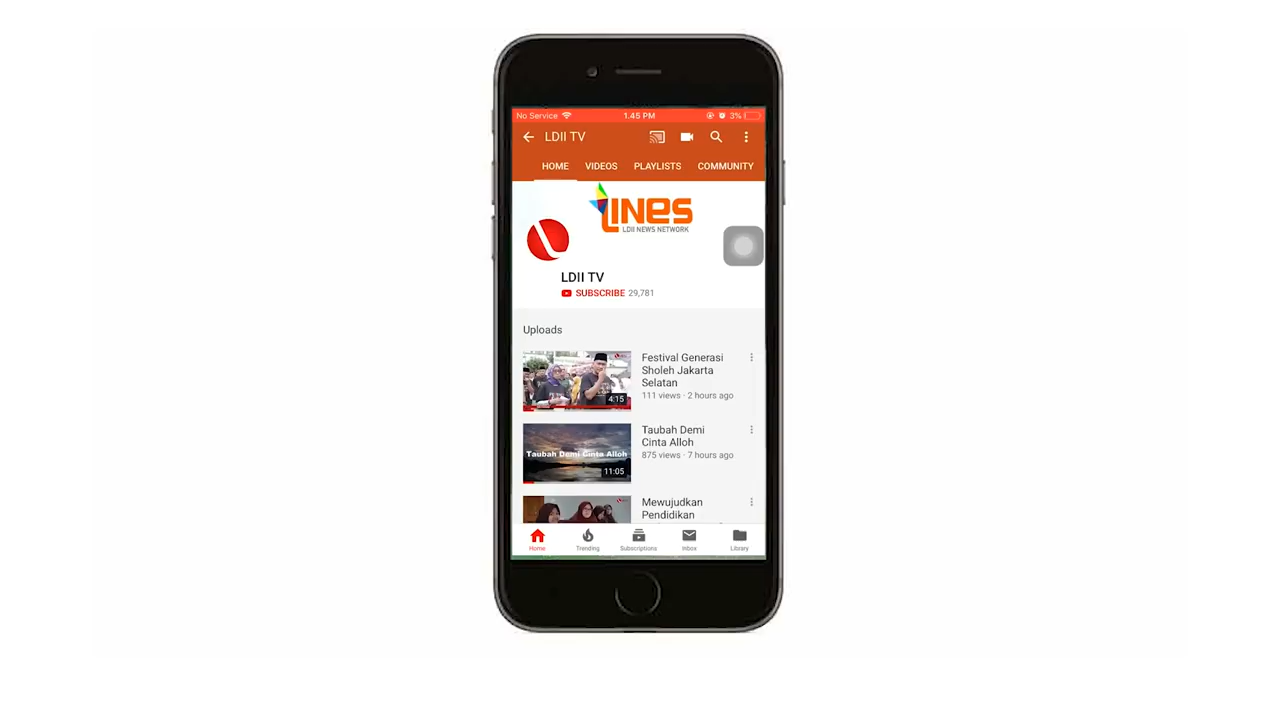 No Service 1.45 PM 3%
LDII TV
HOME VIDEOS PLAYLISTS COMMUNITY
LINES
LDII NEWS NETWORK
LDII TV
SUBSCRIBE 29,781
Uploads
Festival Generasi
Sholeh Jakarta
Selatan
111 views · 2 hours ago
4:15
Taubah Demi
Cinta Alloh
875 views · 7 hours ago
Taubah Demi Cinta Alloh
11:05
Mewujudkan
Pendidikan
Home Trending Subscriptions Inbox Library